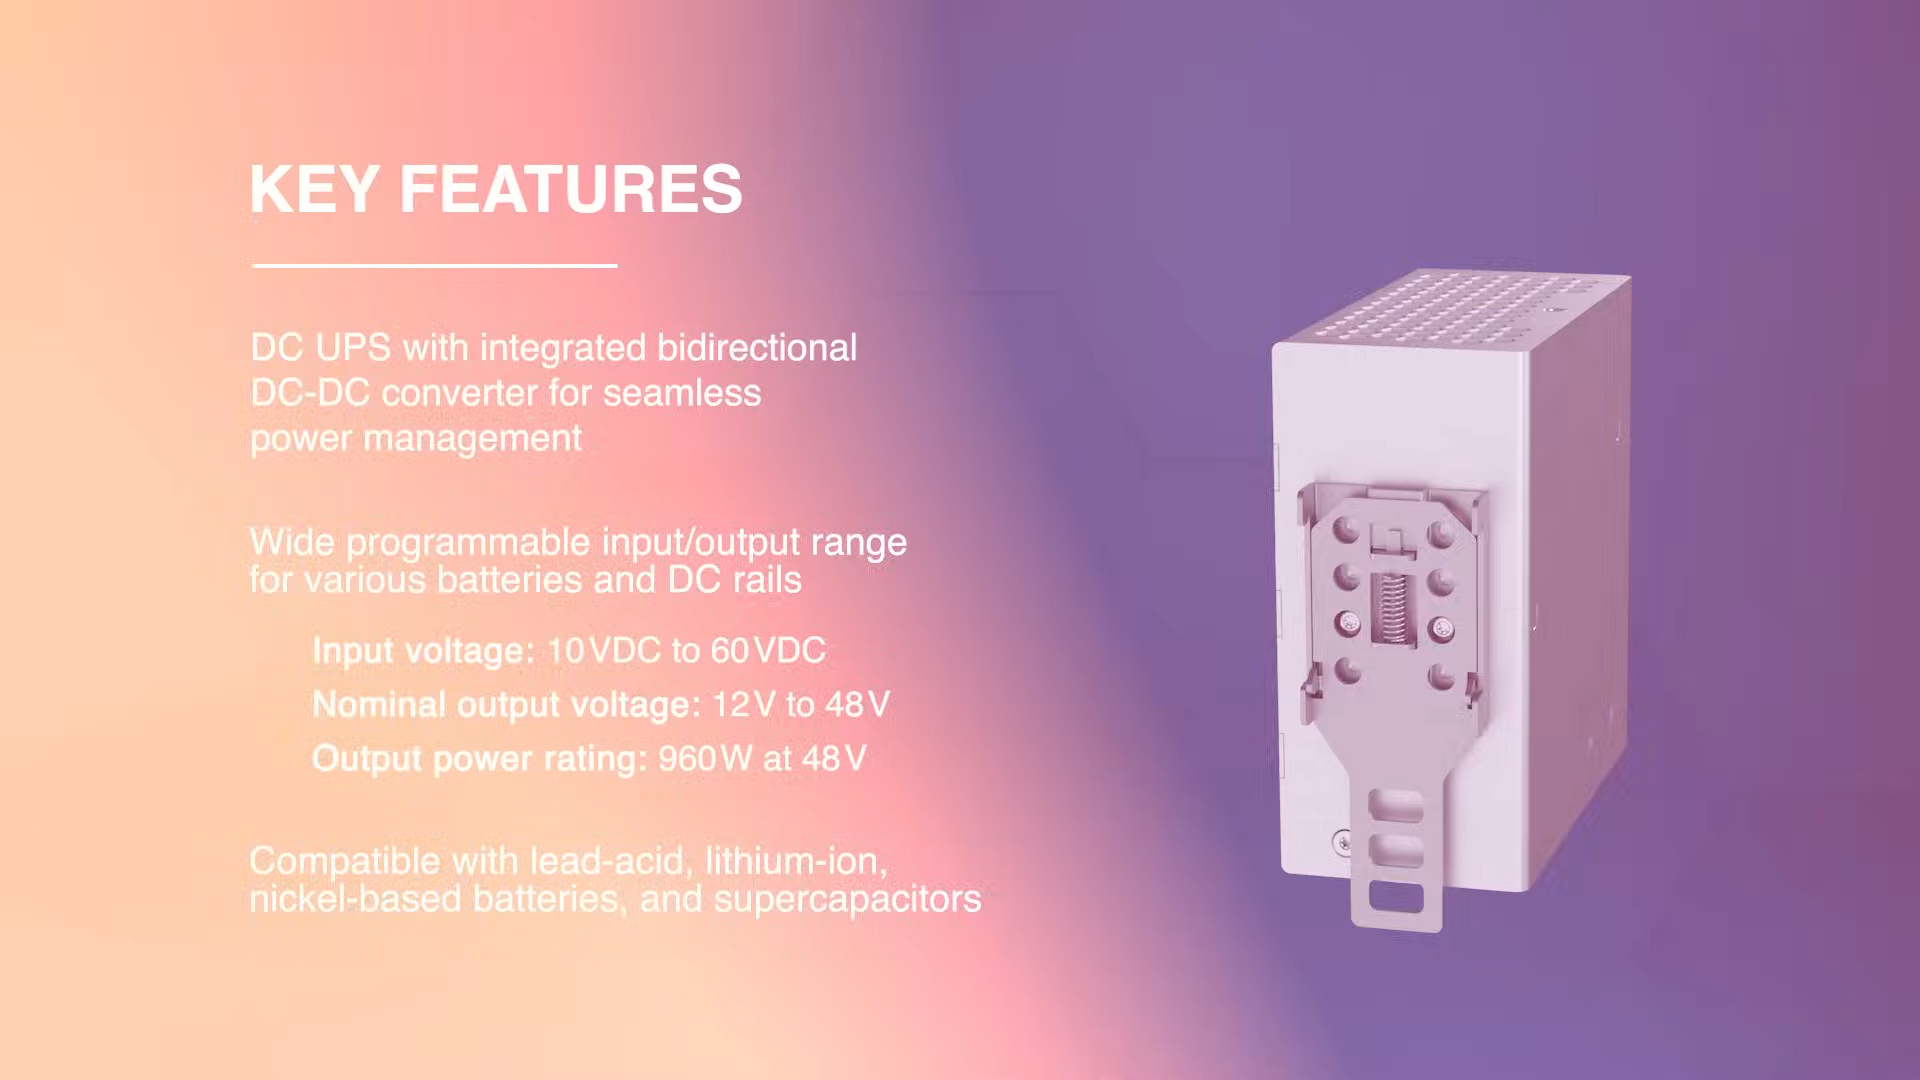 KEY FEATURES
DC UPS with integrated bidirectional
DC-DC converter for seamless
power management
Wide programmable input/output range
for various batteries and DC rails
Input voltage: 10 VDC to 60 VDC
Nominal output voltage: 12 V to 48 V
Output power rating: 960 W at 48 V
Compatible with lead-acid, lithium-ion,
nickel-based batteries, and supercapacitors